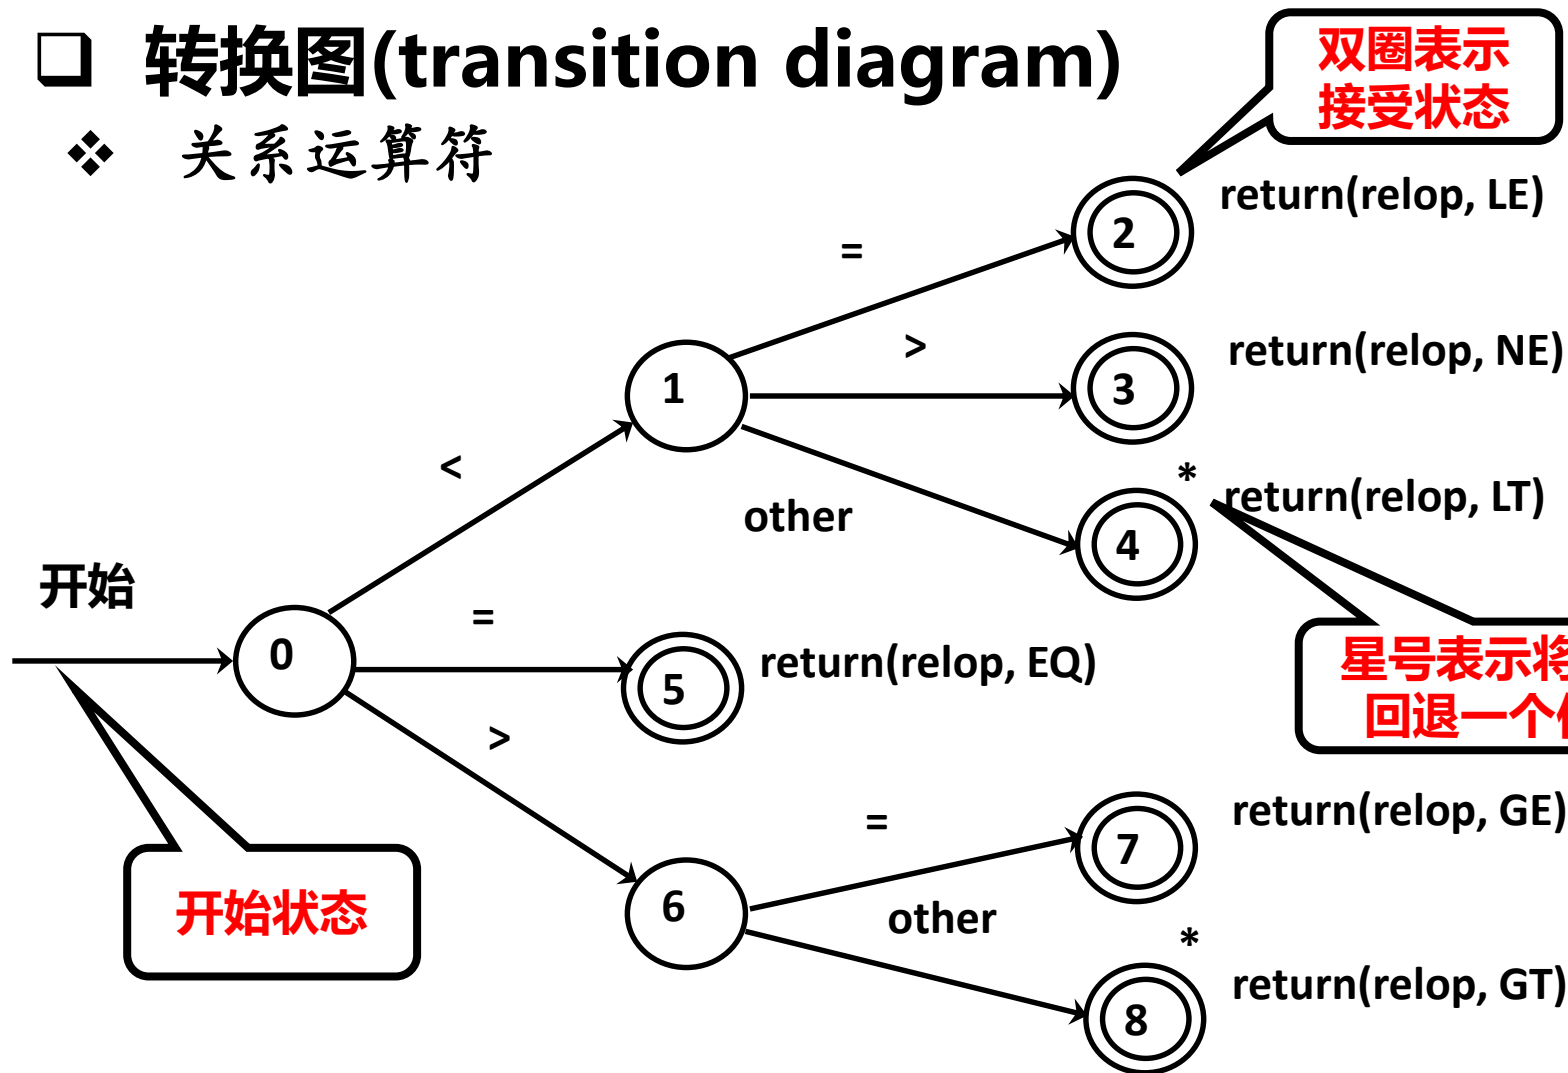 转换图(transition diagram)
双圈表示
接受状态
关系运算符
return(relop, LE)
=
2
>
return(relop, NE)
1
3
<
*
return(relop, LT)
other
4
开始
=
0
return(relop, EQ)
5
星号表示将
回退一个
>
return(relop, GE)
=
7
开始状态
6
other
*
return(relop, GT)
8